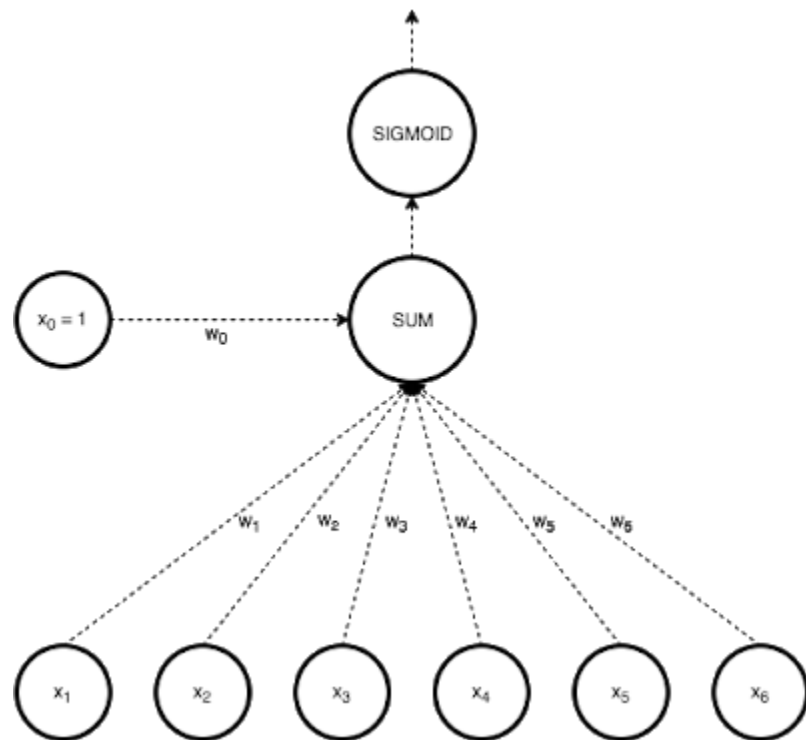 SIGMOID
x₀ = 1
SUM
w₀
w₁
w₂
w₃
w₄
w₅
w₆
x₁
x₂
x₃
x₄
x₅
x₆